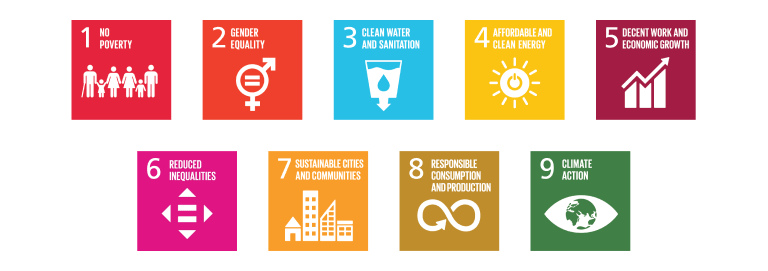 1 NO
POVERTY
2 GENDER
EQUALITY
3 CLEAN WATER
AND SANITATION
4 AFFORDABLE AND
CLEAN ENERGY
5 DECENT WORK AND
ECONOMIC GROWTH
6 REDUCED
INEQUALITIES
7 SUSTAINABLE CITIES
AND COMMUNITIES
8 RESPONSIBLE
CONSUMPTION
AND PRODUCTION
9 CLIMATE
ACTION